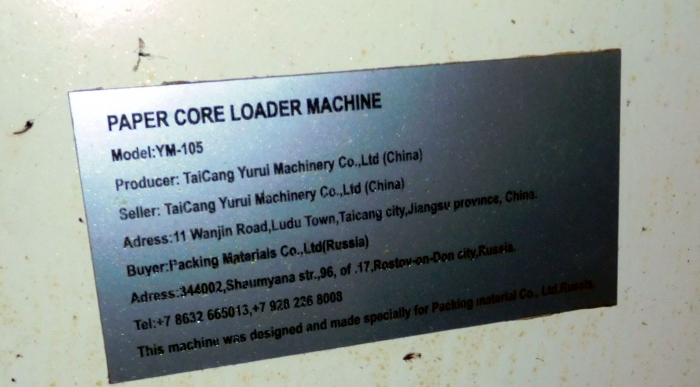 PAPER CORE LOADER MACHINE
Model:YM-105
Producer: TaiCang Yurui Machinery Co.,Ltd (China)
Seller: TaiCang Yurui Machinery Co.,Ltd (China)
Adress:11 Wanjin Road,Ludu Town,Taicang city,Jiangsu province, China.
Buyer:Packing Materials Co.,Ltd(Russia)
Adress:344002,Shaumyana str.,96, of .17,Rostov-on-Don city,Russia.
Tel:+7 8632 665013,+7 928 226 8008
This machine was designed and made specially for Packing material Co., Ltd.Russia.